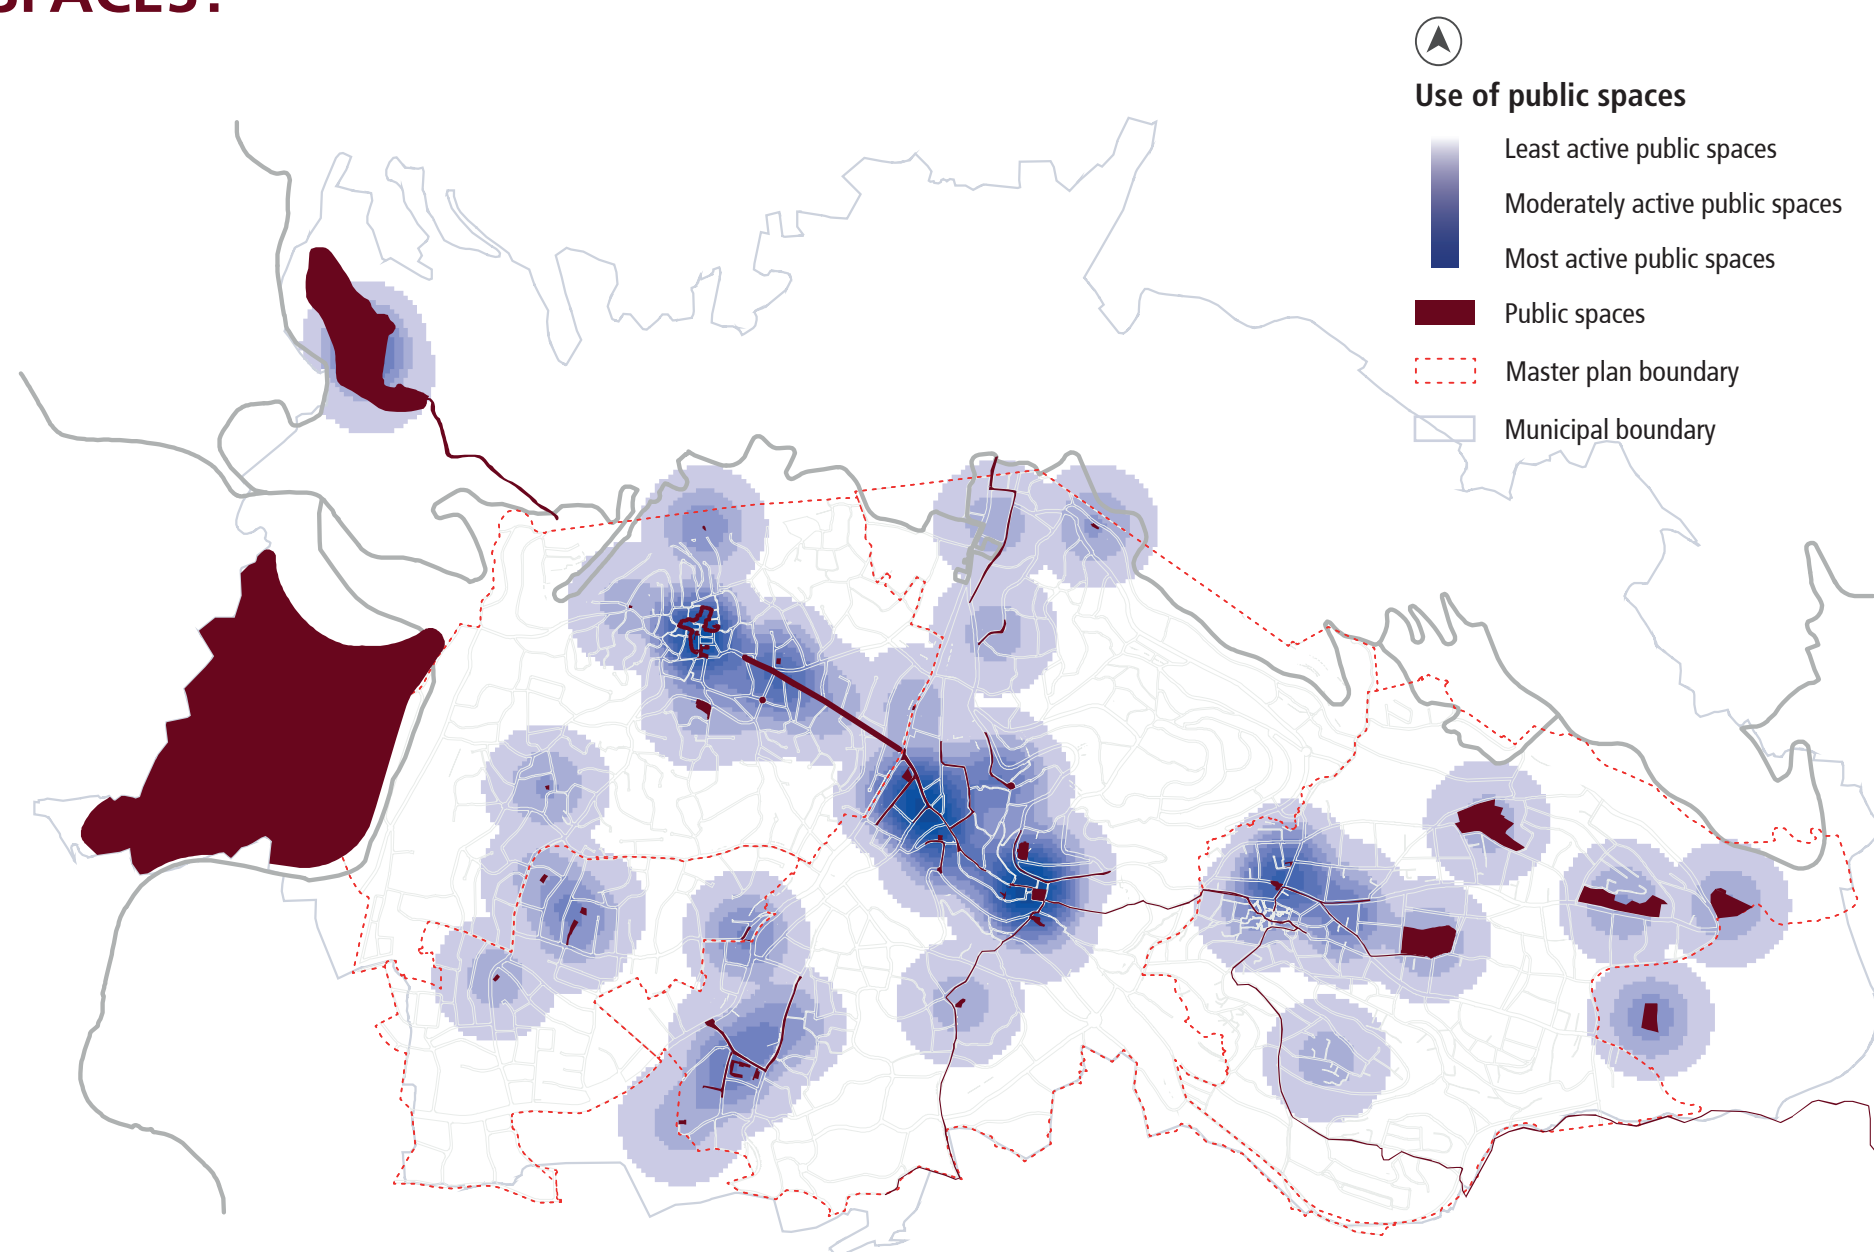 SPACES?
Use of public spaces
Least active public spaces
Moderately active public spaces
Most active public spaces
Public spaces
Master plan boundary
Municipal boundary